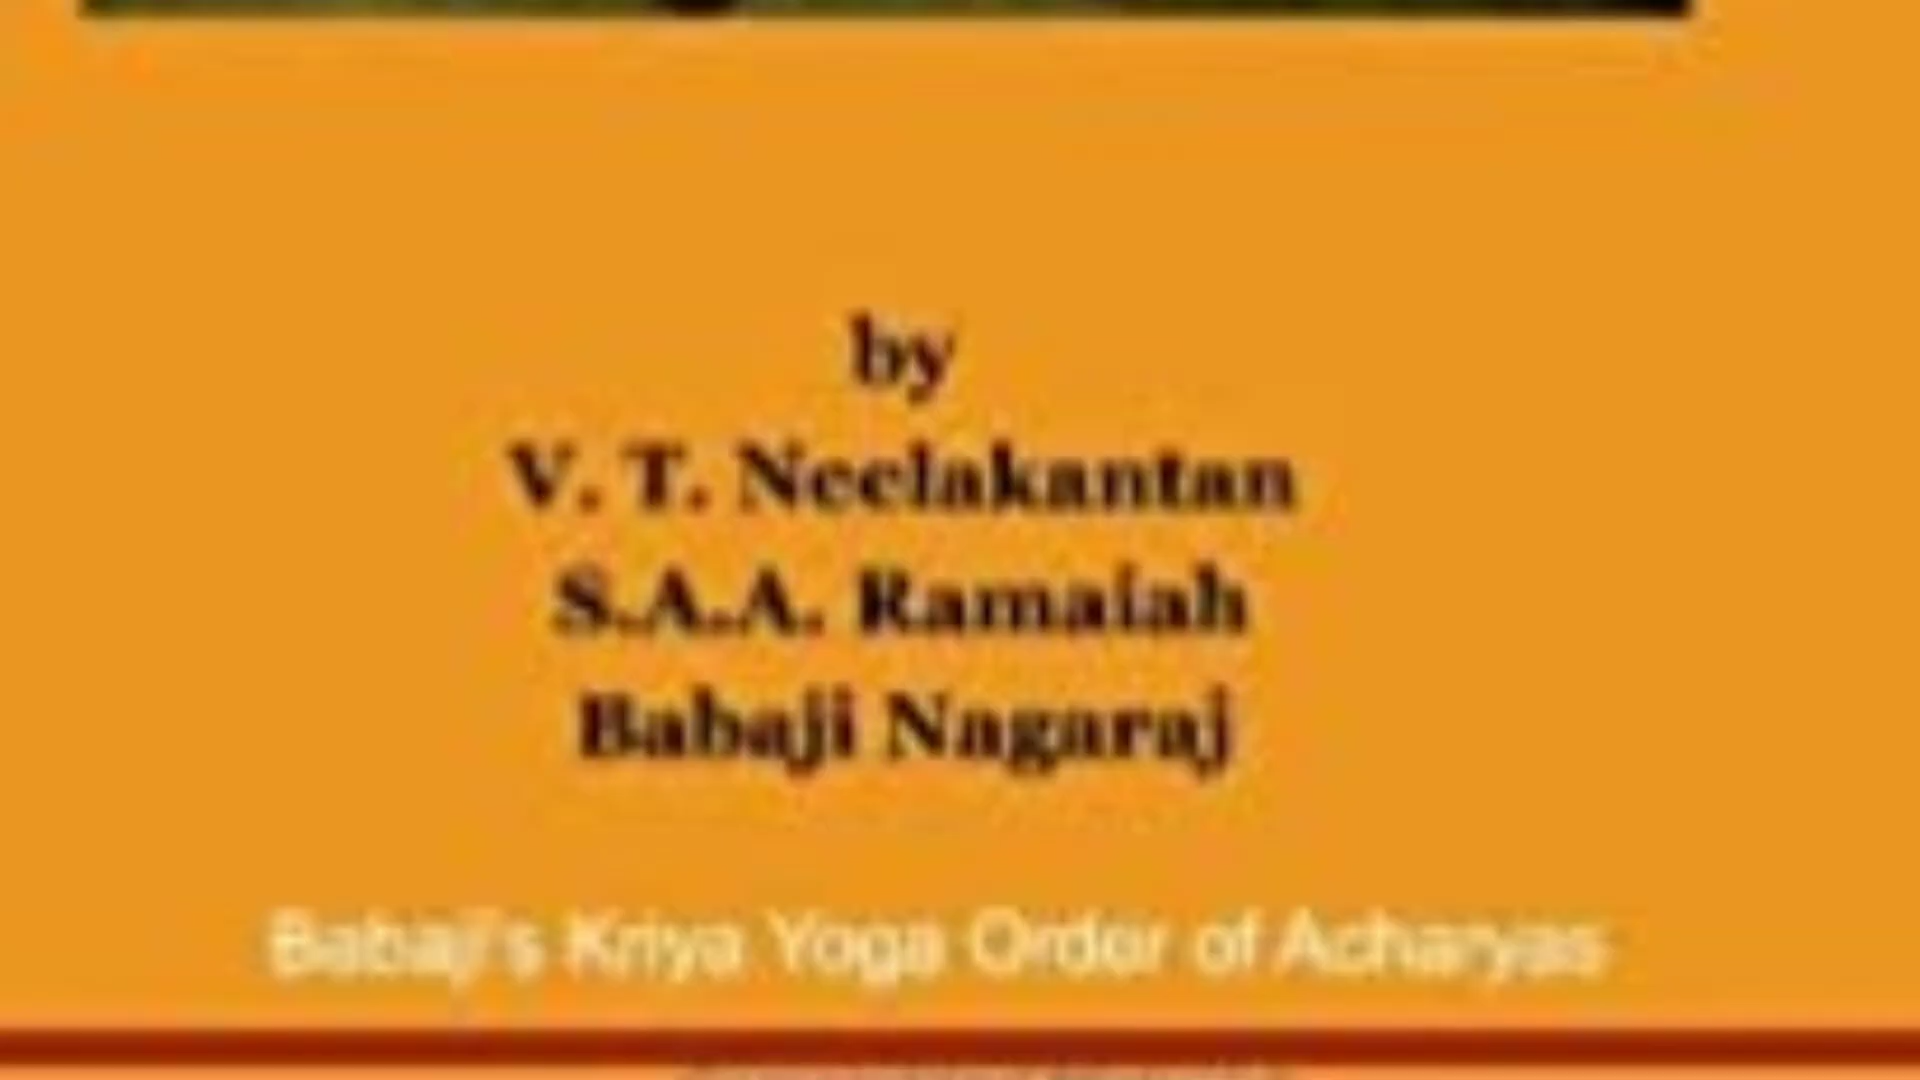 by
V. T. Neelakantan
S.A.A. Ramaiah
Babaji Nagaraj
Babaji's Kriya Yoga Order of Acharyas